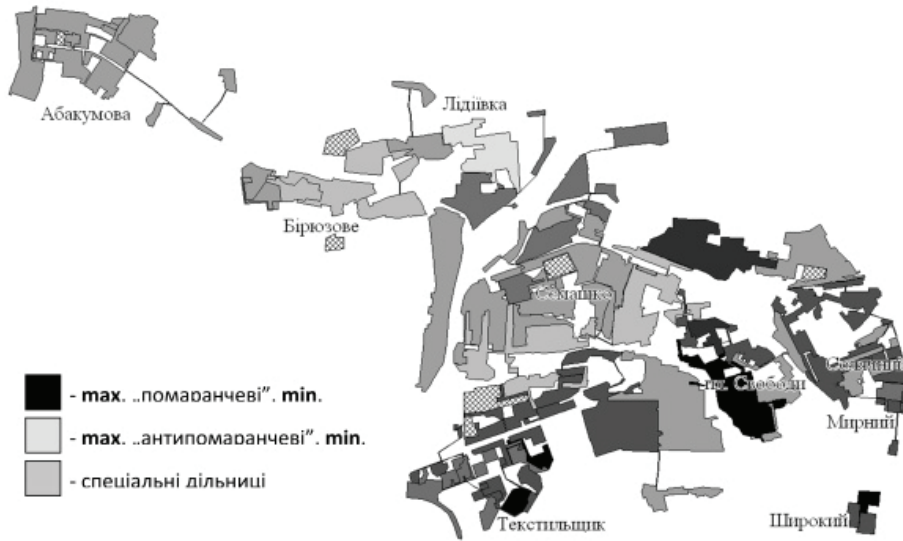 Абакумова
Лідіївка
Бірюзове
Семашко
пл. Свободи
Мирний
Широкий
Текстильщик
- max. „помаранчеві”. min.
- max. „антипомаранчеві”. min.
- спеціальні дільниці